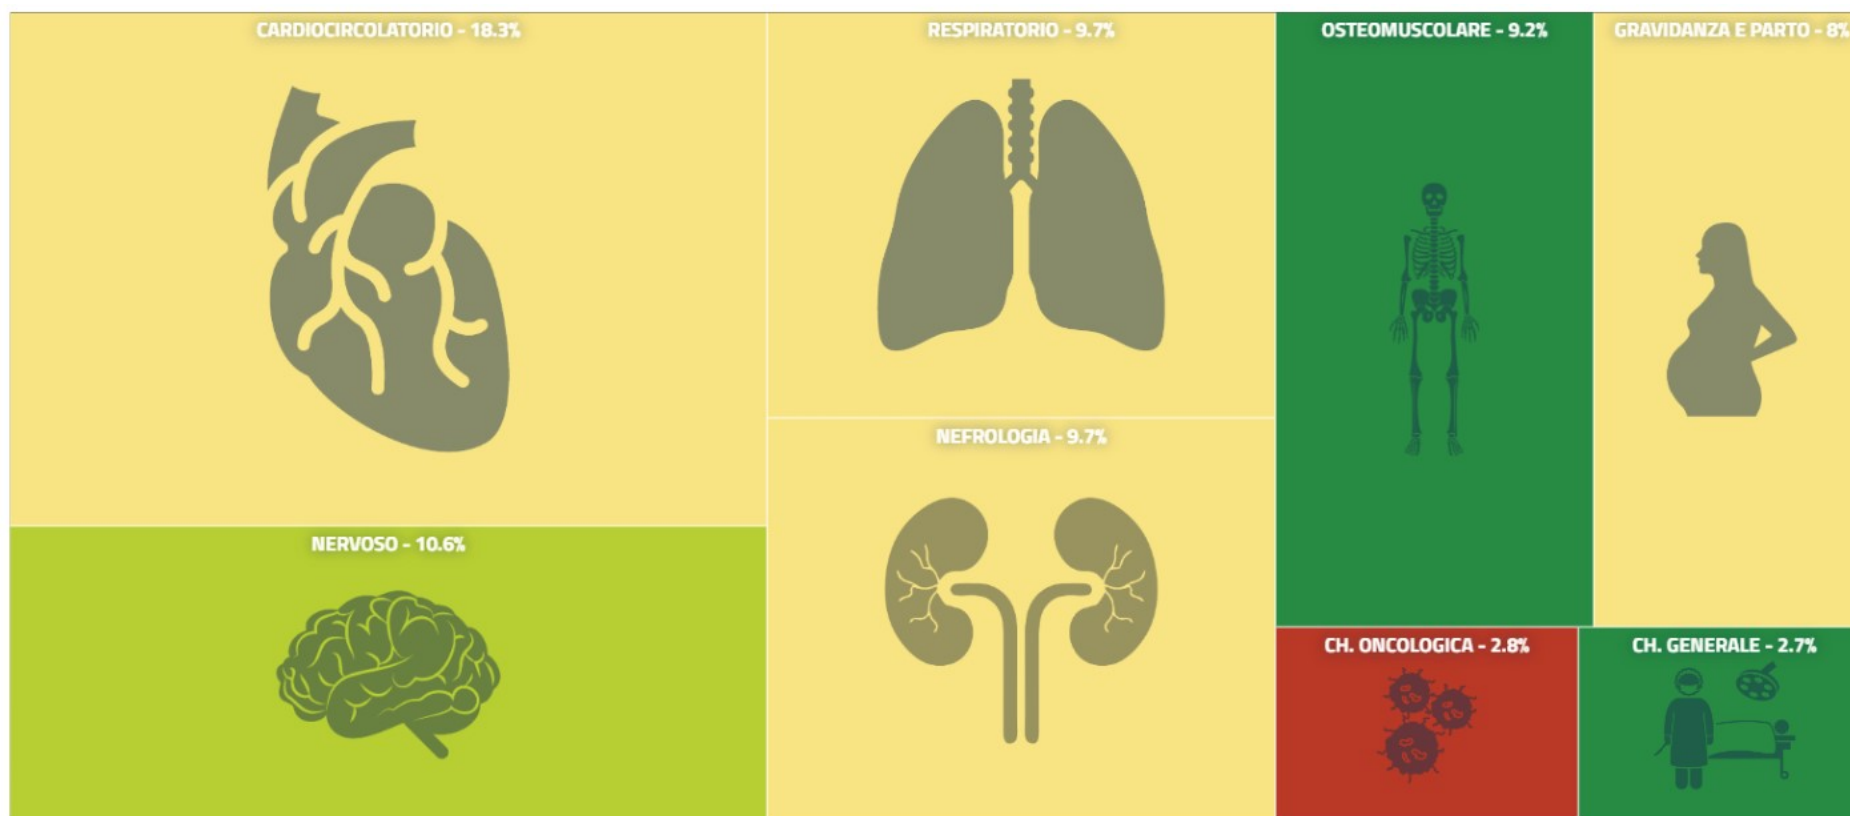 CARDIOCIRCOLATORIO - 18.3%
RESPIRATORIO - 9.7%
OSTEOMUSCOLARE - 9.2%
GRAVIDANZA E PARTO - 8%
NEFROLOGIA - 9.7%
NERVOSO - 10.6%
CH. ONCOLOGICA - 2.8%
CH. GENERALE - 2.7%